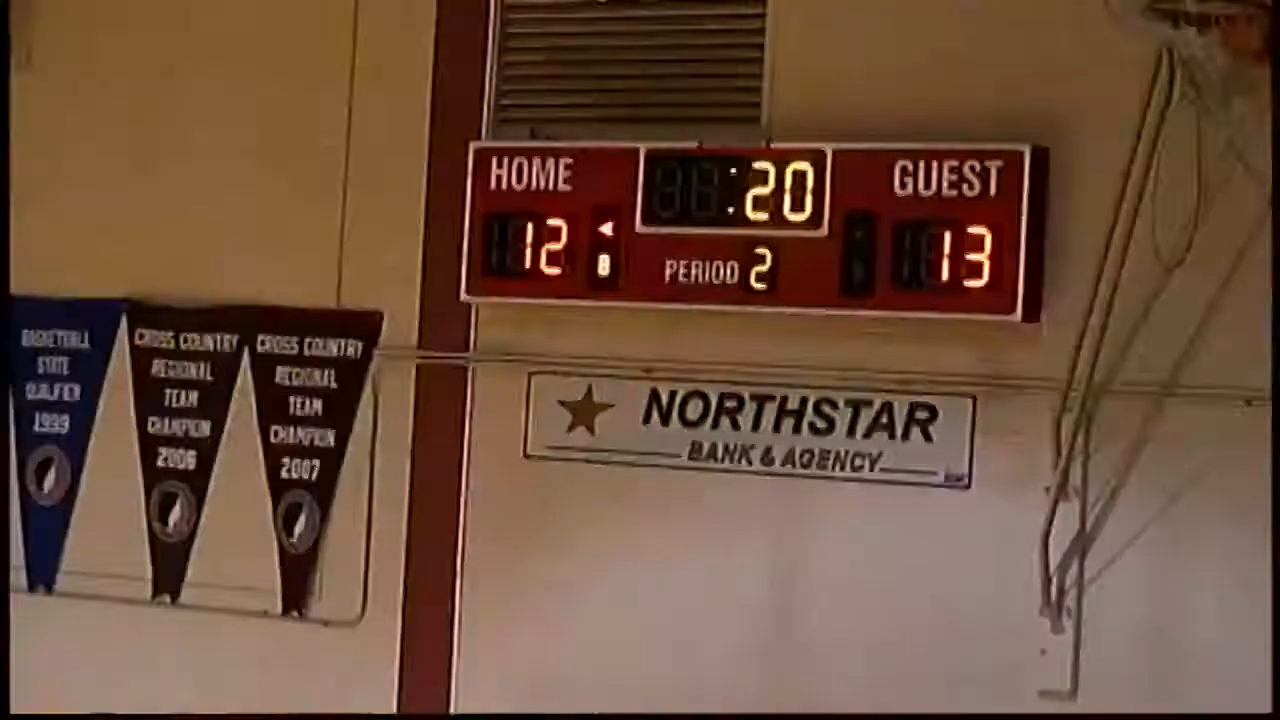 HOME
:20
GUEST
12
PERIOD 2
13
NORTHSTAR
BANK & AGENCY
BASKETBALL
STATE
QUALIFIER
1999
CROSS COUNTRY
REGIONAL
TEAM
CHAMPION
2006
CROSS COUNTRY
REGIONAL
TEAM
CHAMPION
2007